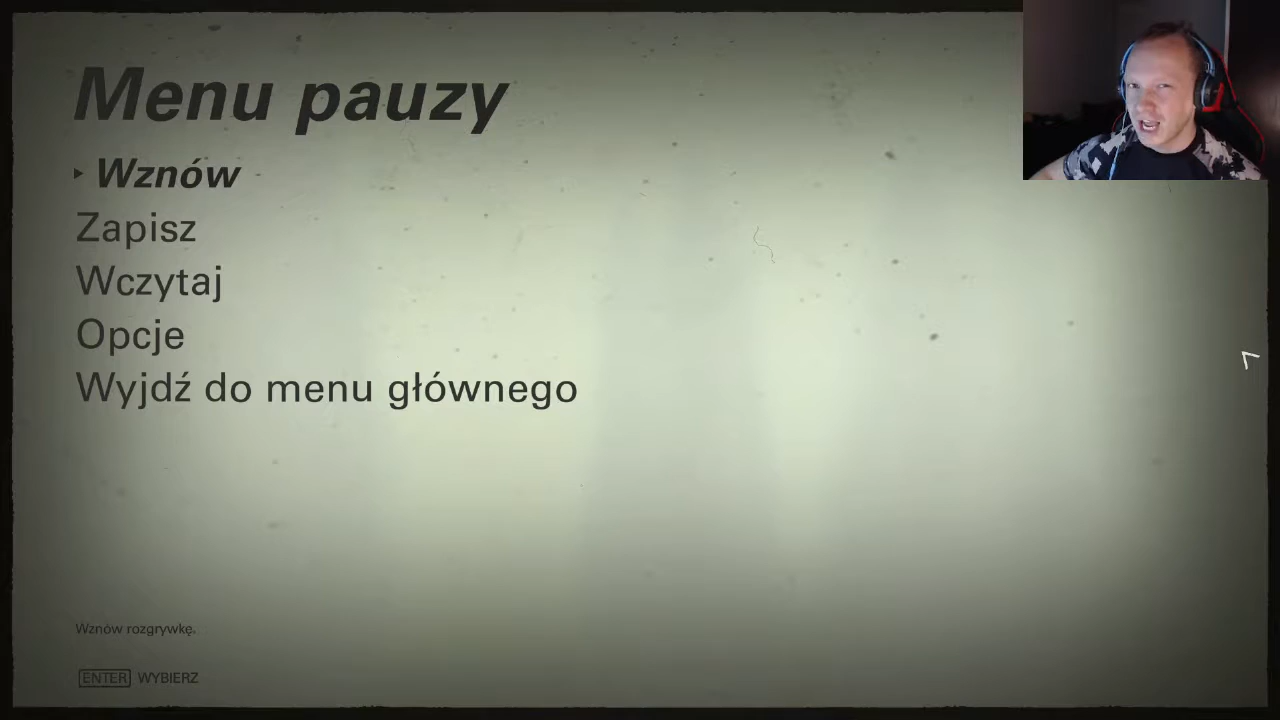 Menu pauzy
Wznów
Zapisz
Wczytaj
Opcje
Wyjdź do menu głównego
Wznów rozgrywkę.
ENTER WYBIERZ